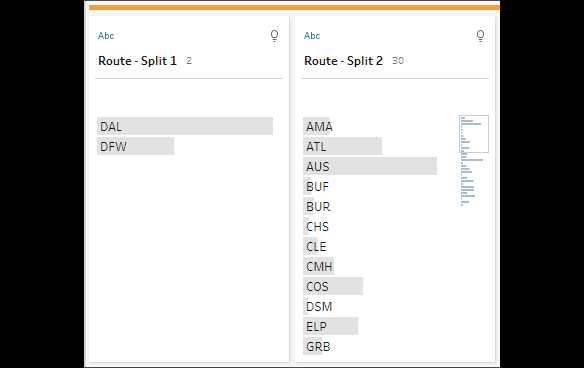 Abc
Route - Split 1 2
DAL
DFW
Abc
Route - Split 2 30
AMA
ATL
AUS
BUF
BUR
CHS
CLE
CMH
COS
DSM
ELP
GRB